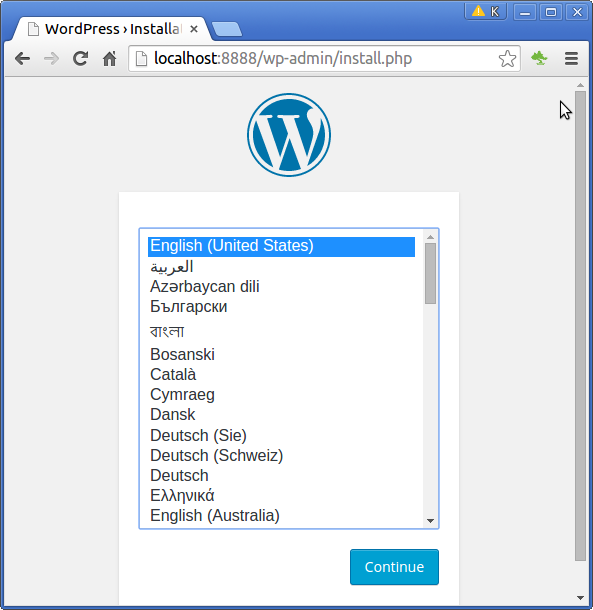 K
WordPress › Installa
localhost:8888/wp-admin/install.php
English (United States)
العربية
Azərbaycan dili
Български
বাংলা
Bosanski
Català
Cymraeg
Dansk
Deutsch (Sie)
Deutsch (Schweiz)
Deutsch
Ελληνικά
English (Australia)
Continue